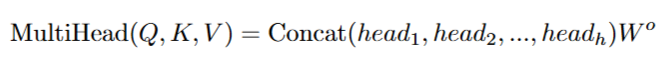 MultiHead(Q, K, V) = Concat(head₁, head₂, ..., headₕ)Wᵒ